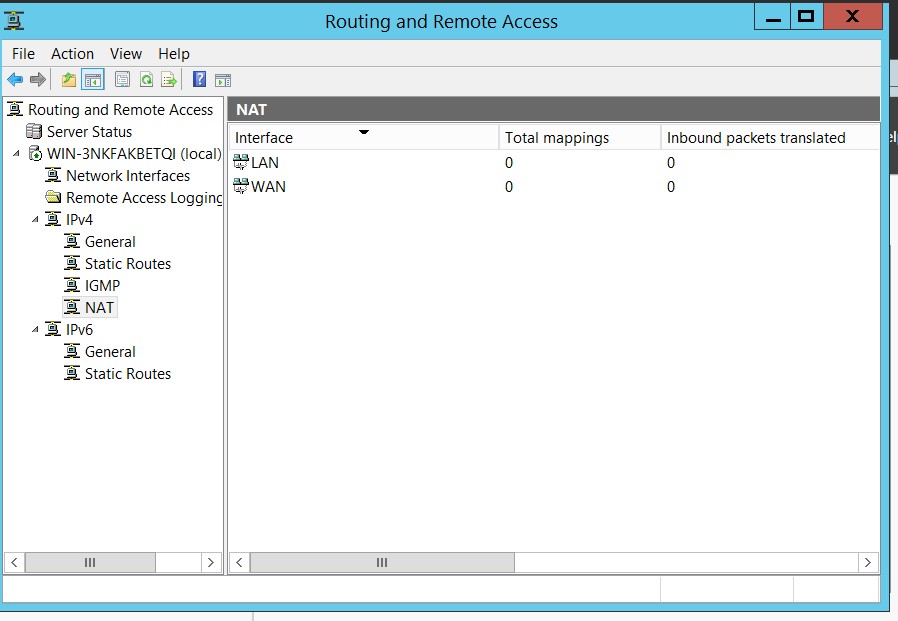 Routing and Remote Access
File Action View Help
Routing and Remote Access
Server Status
WIN-3NKFAKBETQI (local)
Network Interfaces
Remote Access Logging
IPv4
General
Static Routes
IGMP
NAT
IPv6
General
Static Routes
NAT
Interface Total mappings Inbound packets translated
LAN 0 0
WAN 0 0